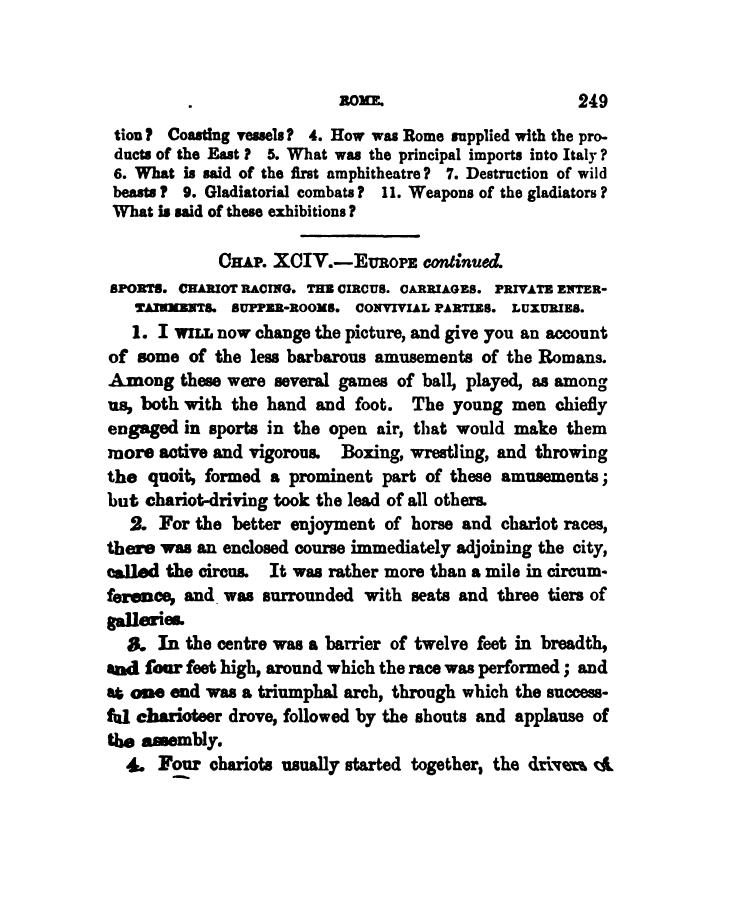 ROME. 249
tion? Coasting vessels? 4. How was Rome supplied with the pro-
ducts of the East? 5. What was the principal imports into Italy?
6. What is said of the first amphitheatre? 7. Destruction of wild
beasts? 9. Gladiatorial combats? 11. Weapons of the gladiators?
What is said of these exhibitions?
CHAP. XCIV.—EUROPE continued.
SPORTS. CHARIOT RACING. THE CIRCUS. CARRIAGES. PRIVATE ENTER-
TAINMENTS. SUPPER-ROOMS. CONVIVIAL PARTIES. LUXURIES.
1. I WILL now change the picture, and give you an account
of some of the less barbarous amusements of the Romans.
Among these were several games of ball, played, as among
us, both with the hand and foot. The young men chiefly
engaged in sports in the open air, that would make them
more active and vigorous. Boxing, wrestling, and throwing
the quoit, formed a prominent part of these amusements;
but chariot-driving took the lead of all others.
2. For the better enjoyment of horse and chariot races,
there was an enclosed course immediately adjoining the city,
called the circus. It was rather more than a mile in circum-
ference, and was surrounded with seats and three tiers of
galleries.
3. In the centre was a barrier of twelve feet in breadth,
and four feet high, around which the race was performed; and
at one end was a triumphal arch, through which the success-
ful charioteer drove, followed by the shouts and applause of
the assembly.
4. Four chariots usually started together, the drivers of